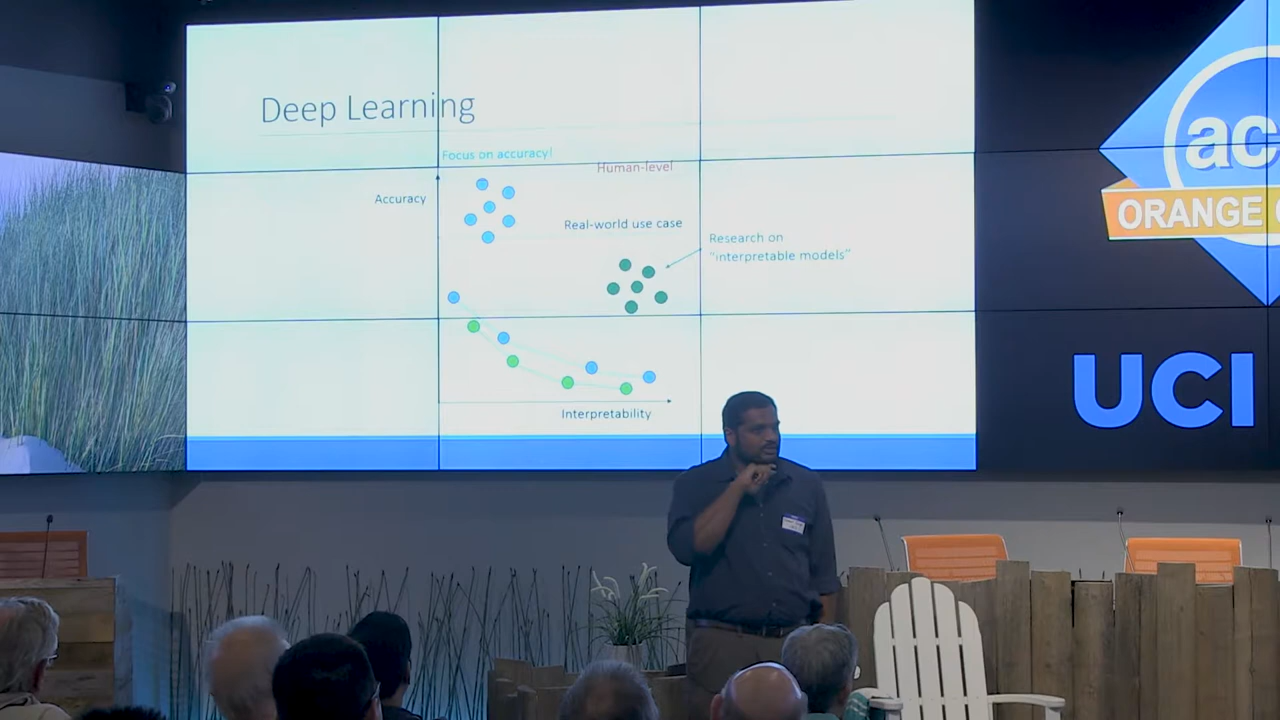 Deep Learning
Focus on accuracy!
Human-level
Accuracy
Real-world use case
Research on
"interpretable models"
Interpretability
ORANGE
UCI